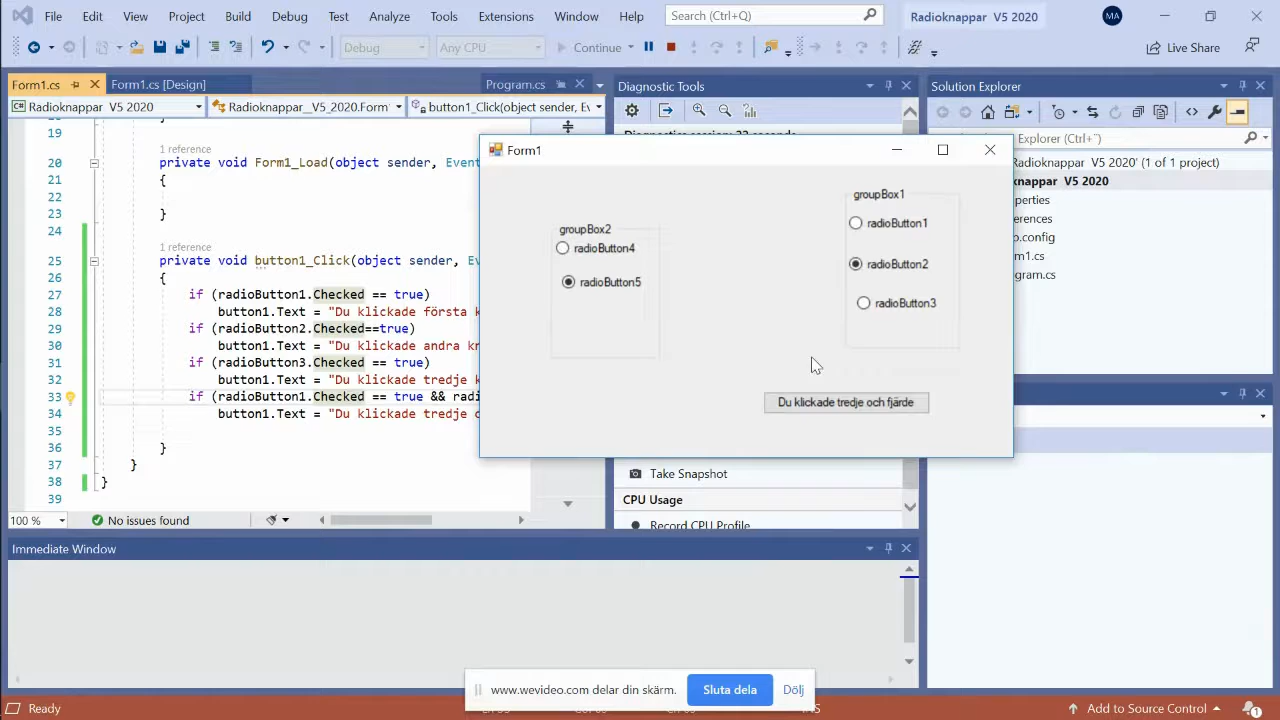 File Edit View Project Build Debug Test Analyze Tools Extensions Window Help Search (Ctrl+Q) Radioknappar V5 2020 MA
Debug Any CPU Continue Live Share
Form1.cs Form1.cs [Design] Program.cs
Radioknappar V5 2020 Radioknappar__V5_2020.Form button1_Click(object sender, Ev
19
1 reference
20 private void Form1_Load(object sender, Event
21 {
22
23 }
24
1 reference
25 private void button1_Click(object sender, Ev
26 {
27 if (radioButton1.Checked == true)
28 button1.Text = "Du klickade första k
29 if (radioButton2.Checked==true)
30 button1.Text = "Du klickade andra kn
31 if (radioButton3.Checked == true)
32 button1.Text = "Du klickade tredje k
33 if (radioButton1.Checked == true && radi
34 button1.Text = "Du klickade tredje o
35
36 }
37 }
38 }
39
100 % No issues found
Diagnostic Tools
Form1
groupBox2
radioButton4
radioButton5
groupBox1
radioButton1
radioButton2
radioButton3
Du klickade tredje och fjärde
Take Snapshot
CPU Usage
Record CPU Profile
Solution Explorer
Explorer (Ctrl+¨)
Radioknappar V5 2020' (1 of 1 project)
knappar V5 2020
perties
erences
p.config
m1.cs
gram.cs
Immediate Window
www.wevideo.com delar din skärm. Sluta dela Dölj
Ready Add to Source Control 1